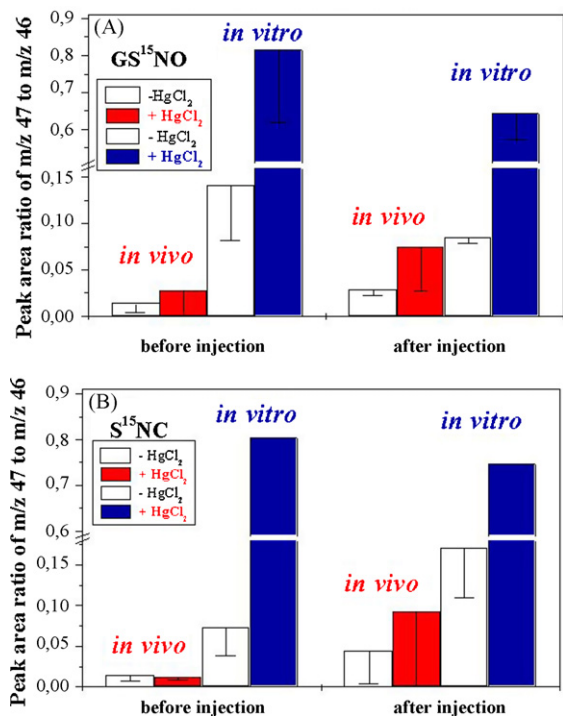 (A)
in vitro
GS¹⁵NO
in vitro
-HgCl₂
+ HgCl₂
- HgCl₂
+ HgCl₂
in vivo
in vivo
0,9
0,8
0,7
0,6
0,15
0,10
0,05
0,00
Peak area ratio of m/z 47 to m/z 46
before injection
after injection
(B)
in vitro
in vitro
S¹⁵NC
- HgCl₂
+ HgCl₂
- HgCl₂
+ HgCl₂
in vivo
in vivo
0,9
0,8
0,7
0,6
0,15
0,10
0,05
0,00
Peak area ratio of m/z 47 to m/z 46
before injection
after injection